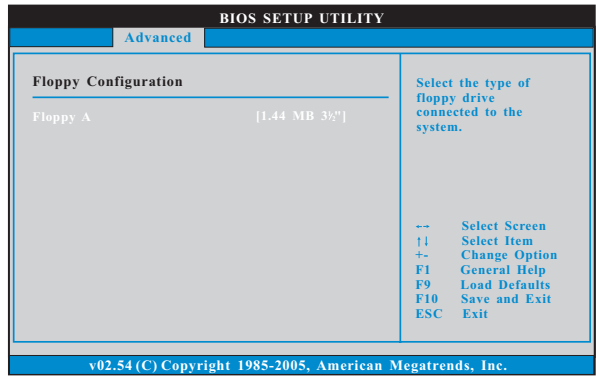 BIOS SETUP UTILITY
Advanced
Floppy Configuration
Floppy A [1.44 MB 3½"]
Select the type of
floppy drive
connected to the
system.
←→ Select Screen
↑↓ Select Item
+- Change Option
F1 General Help
F9 Load Defaults
F10 Save and Exit
ESC Exit
v02.54 (C) Copyright 1985-2005, American Megatrends, Inc.